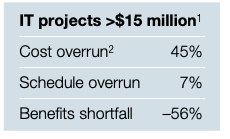 IT projects >$15 million¹
Cost overrun² 45%
Schedule overrun 7%
Benefits shortfall –56%